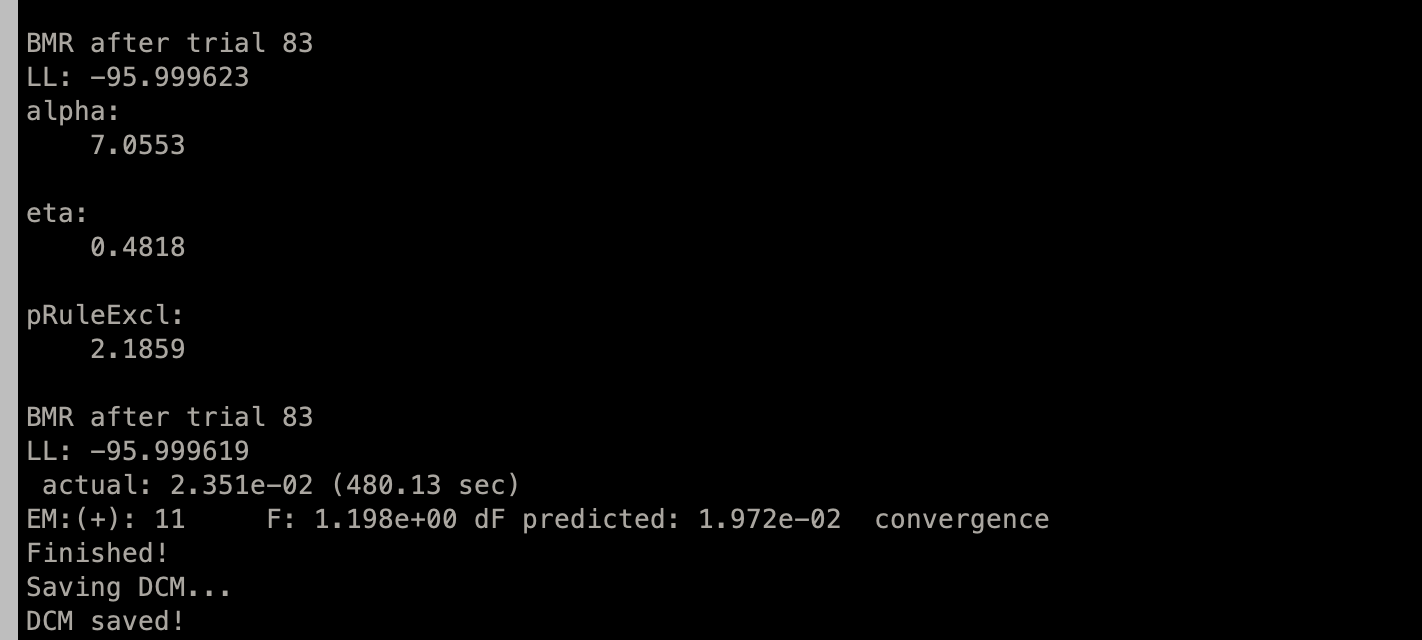 BMR after trial 83
LL: -95.999623
alpha:
    7.0553
eta:
    0.4818
pRuleExcl:
    2.1859
BMR after trial 83
LL: -95.999619
 actual: 2.351e-02 (480.13 sec)
EM:(+): 11     F: 1.198e+00 dF predicted: 1.972e-02  convergence
Finished!
Saving DCM...
DCM saved!